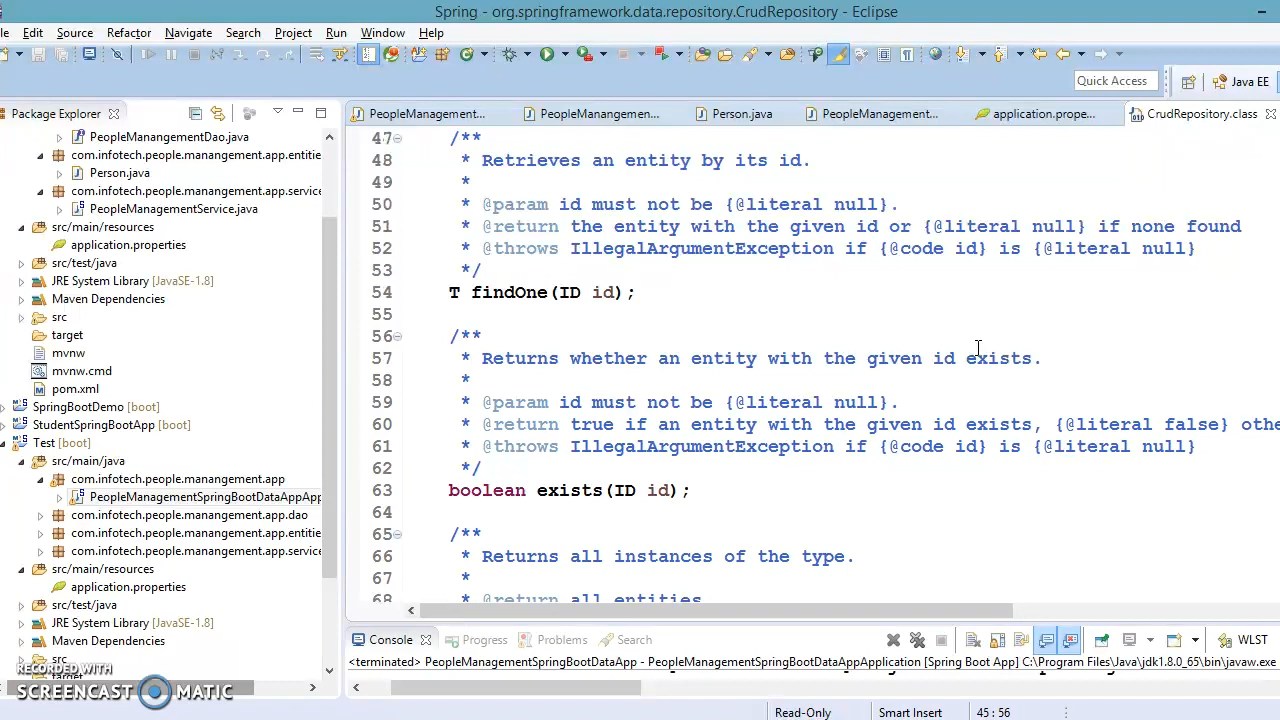 Spring - org.springframework.data.repository.CrudRepository - Eclipse
Edit Source Refactor Navigate Search Project Run Window Help
Quick Access
Java EE
Package Explorer
PeopleManagement... PeopleManangemen... Person.java PeopleManagement... application.prope... CrudRepository.class
PeopleManangementDao.java
com.infotech.people.manangement.app.entitie
Person.java
com.infotech.people.manangement.app.service
PeopleManagementService.java
src/main/resources
application.properties
src/test/java
JRE System Library [JavaSE-1.8]
Maven Dependencies
src
target
mvnw
mvnw.cmd
pom.xml
SpringBootDemo [boot]
StudentSpringBootApp [boot]
Test [boot]
src/main/java
com.infotech.people.manangement.app
PeopleManagementSpringBootDataAppApp
com.infotech.people.manangement.app.dao
com.infotech.people.manangement.app.entitie
com.infotech.people.manangement.app.service
src/main/resources
application.properties
src/test/java
JRE System Library [JavaSE-1.8]
Maven Dependencies
src
target
RECORDED WITH
SCREENCAST MATIC
47 /**
48 * Retrieves an entity by its id.
49 *
50 * @param id must not be {@literal null}.
51 * @return the entity with the given id or {@literal null} if none found
52 * @throws IllegalArgumentException if {@code id} is {@literal null}
53 */
54 T findOne(ID id);
55
56 /**
57 * Returns whether an entity with the given id exists.
58 *
59 * @param id must not be {@literal null}.
60 * @return true if an entity with the given id exists, {@literal false} othe
61 * @throws IllegalArgumentException if {@code id} is {@literal null}
62 */
63 boolean exists(ID id);
64
65 /**
66 * Returns all instances of the type.
67 *
68 * @return all entities
Console Progress Problems Search
WLST
<terminated> PeopleManagementSpringBootDataApp - PeopleManagementSpringBootDataAppApplication [Spring Boot App] C:\Program Files\Java\jdk1.8.0_65\bin\javaw.exe
Read-Only Smart Insert 45 : 56